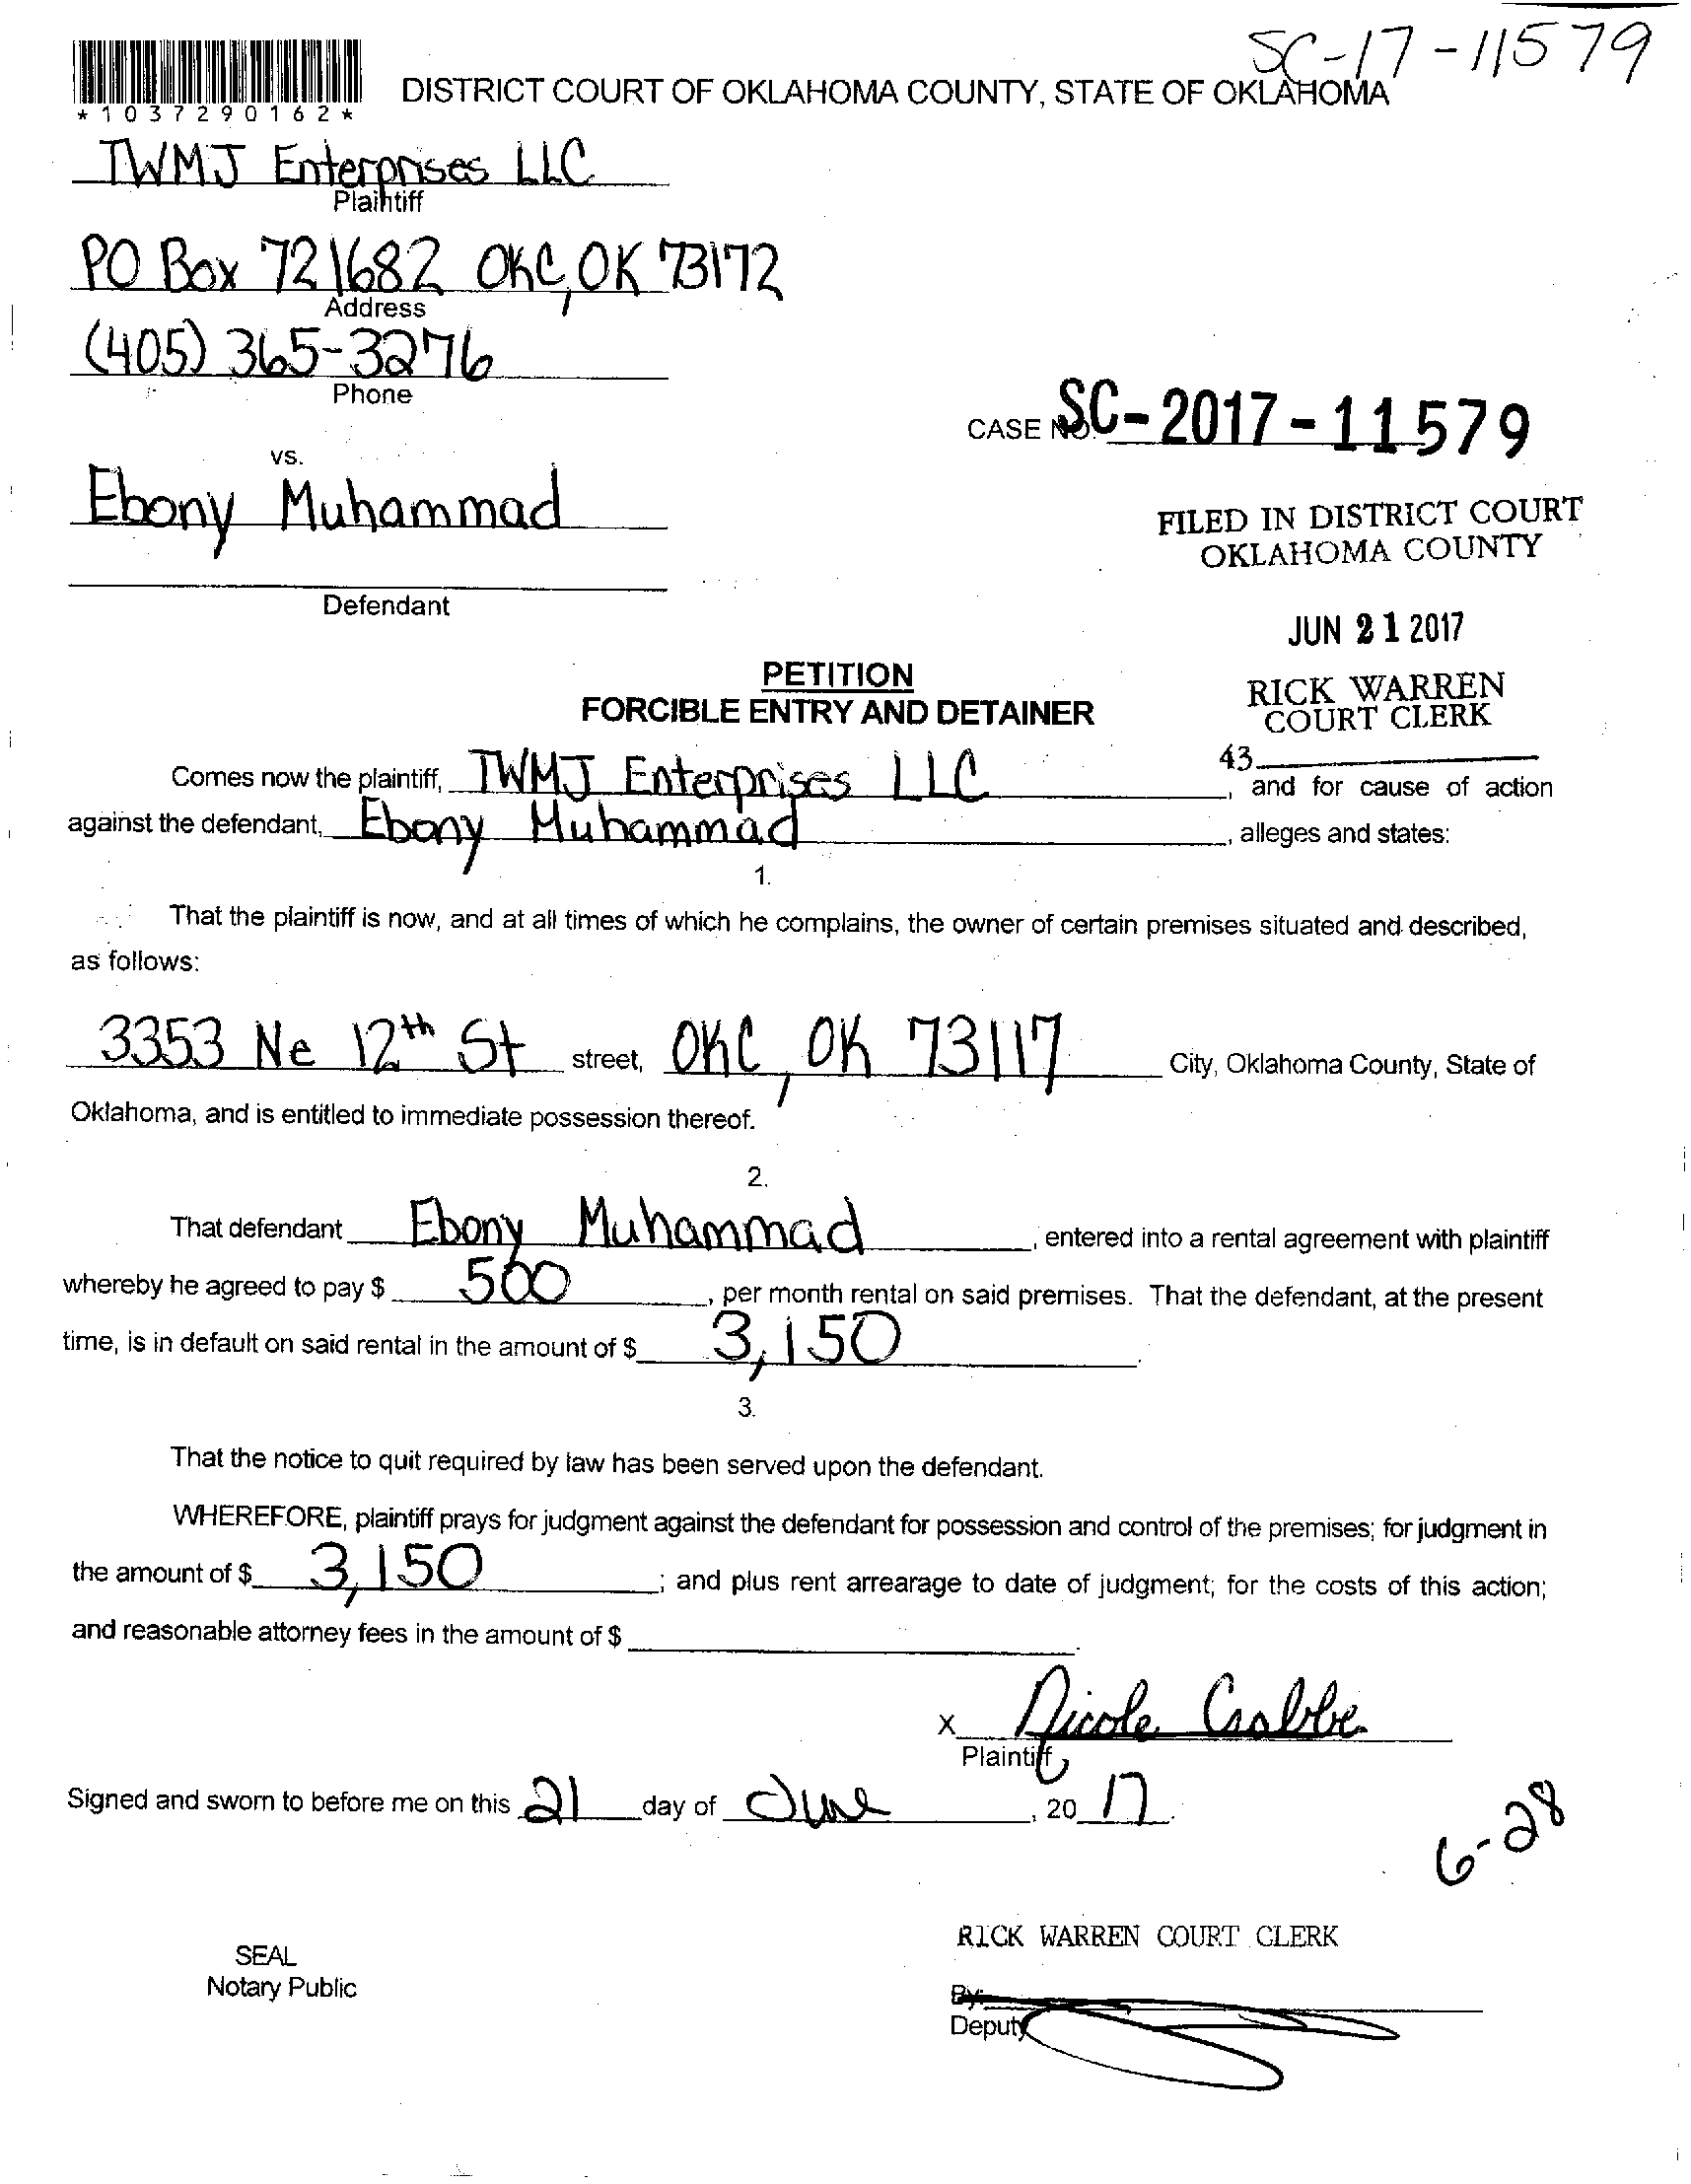 SC-17-11579
DISTRICT COURT OF OKLAHOMA COUNTY, STATE OF OKLAHOMA
*1037290162*
TWMJ Enterprises LLC
Plaintiff
PO Box 721682 OKC, OK 73172
Address
(405) 365-3276
Phone
CASE NO. SC-2017-11579
vs.
Ebony Muhammad
Defendant
FILED IN DISTRICT COURT
OKLAHOMA COUNTY
JUN 21 2017
RICK WARREN
COURT CLERK
43
PETITION
FORCIBLE ENTRY AND DETAINER
Comes now the plaintiff, TWMJ Enterprises LLC, and for cause of action
against the defendant, Ebony Muhammad, alleges and states:
1.
That the plaintiff is now, and at all times of which he complains, the owner of certain premises situated and described,
as follows:
3353 Ne 12th St street, OKC, OK 73117 City, Oklahoma County, State of
Oklahoma, and is entitled to immediate possession thereof.
2.
That defendant Ebony Muhammad, entered into a rental agreement with plaintiff
whereby he agreed to pay $ 500, per month rental on said premises. That the defendant, at the present
time, is in default on said rental in the amount of $ 3,150.
3.
That the notice to quit required by law has been served upon the defendant.
WHEREFORE, plaintiff prays for judgment against the defendant for possession and control of the premises; for judgment in
the amount of $ 3,150; and plus rent arrearage to date of judgment; for the costs of this action;
and reasonable attorney fees in the amount of $ .
x Nicole Crabbe
Plaintiff
Signed and sworn to before me on this 21 day of June, 20 17.
6-28
RICK WARREN COURT CLERK
SEAL
Notary Public
By:
Deputy